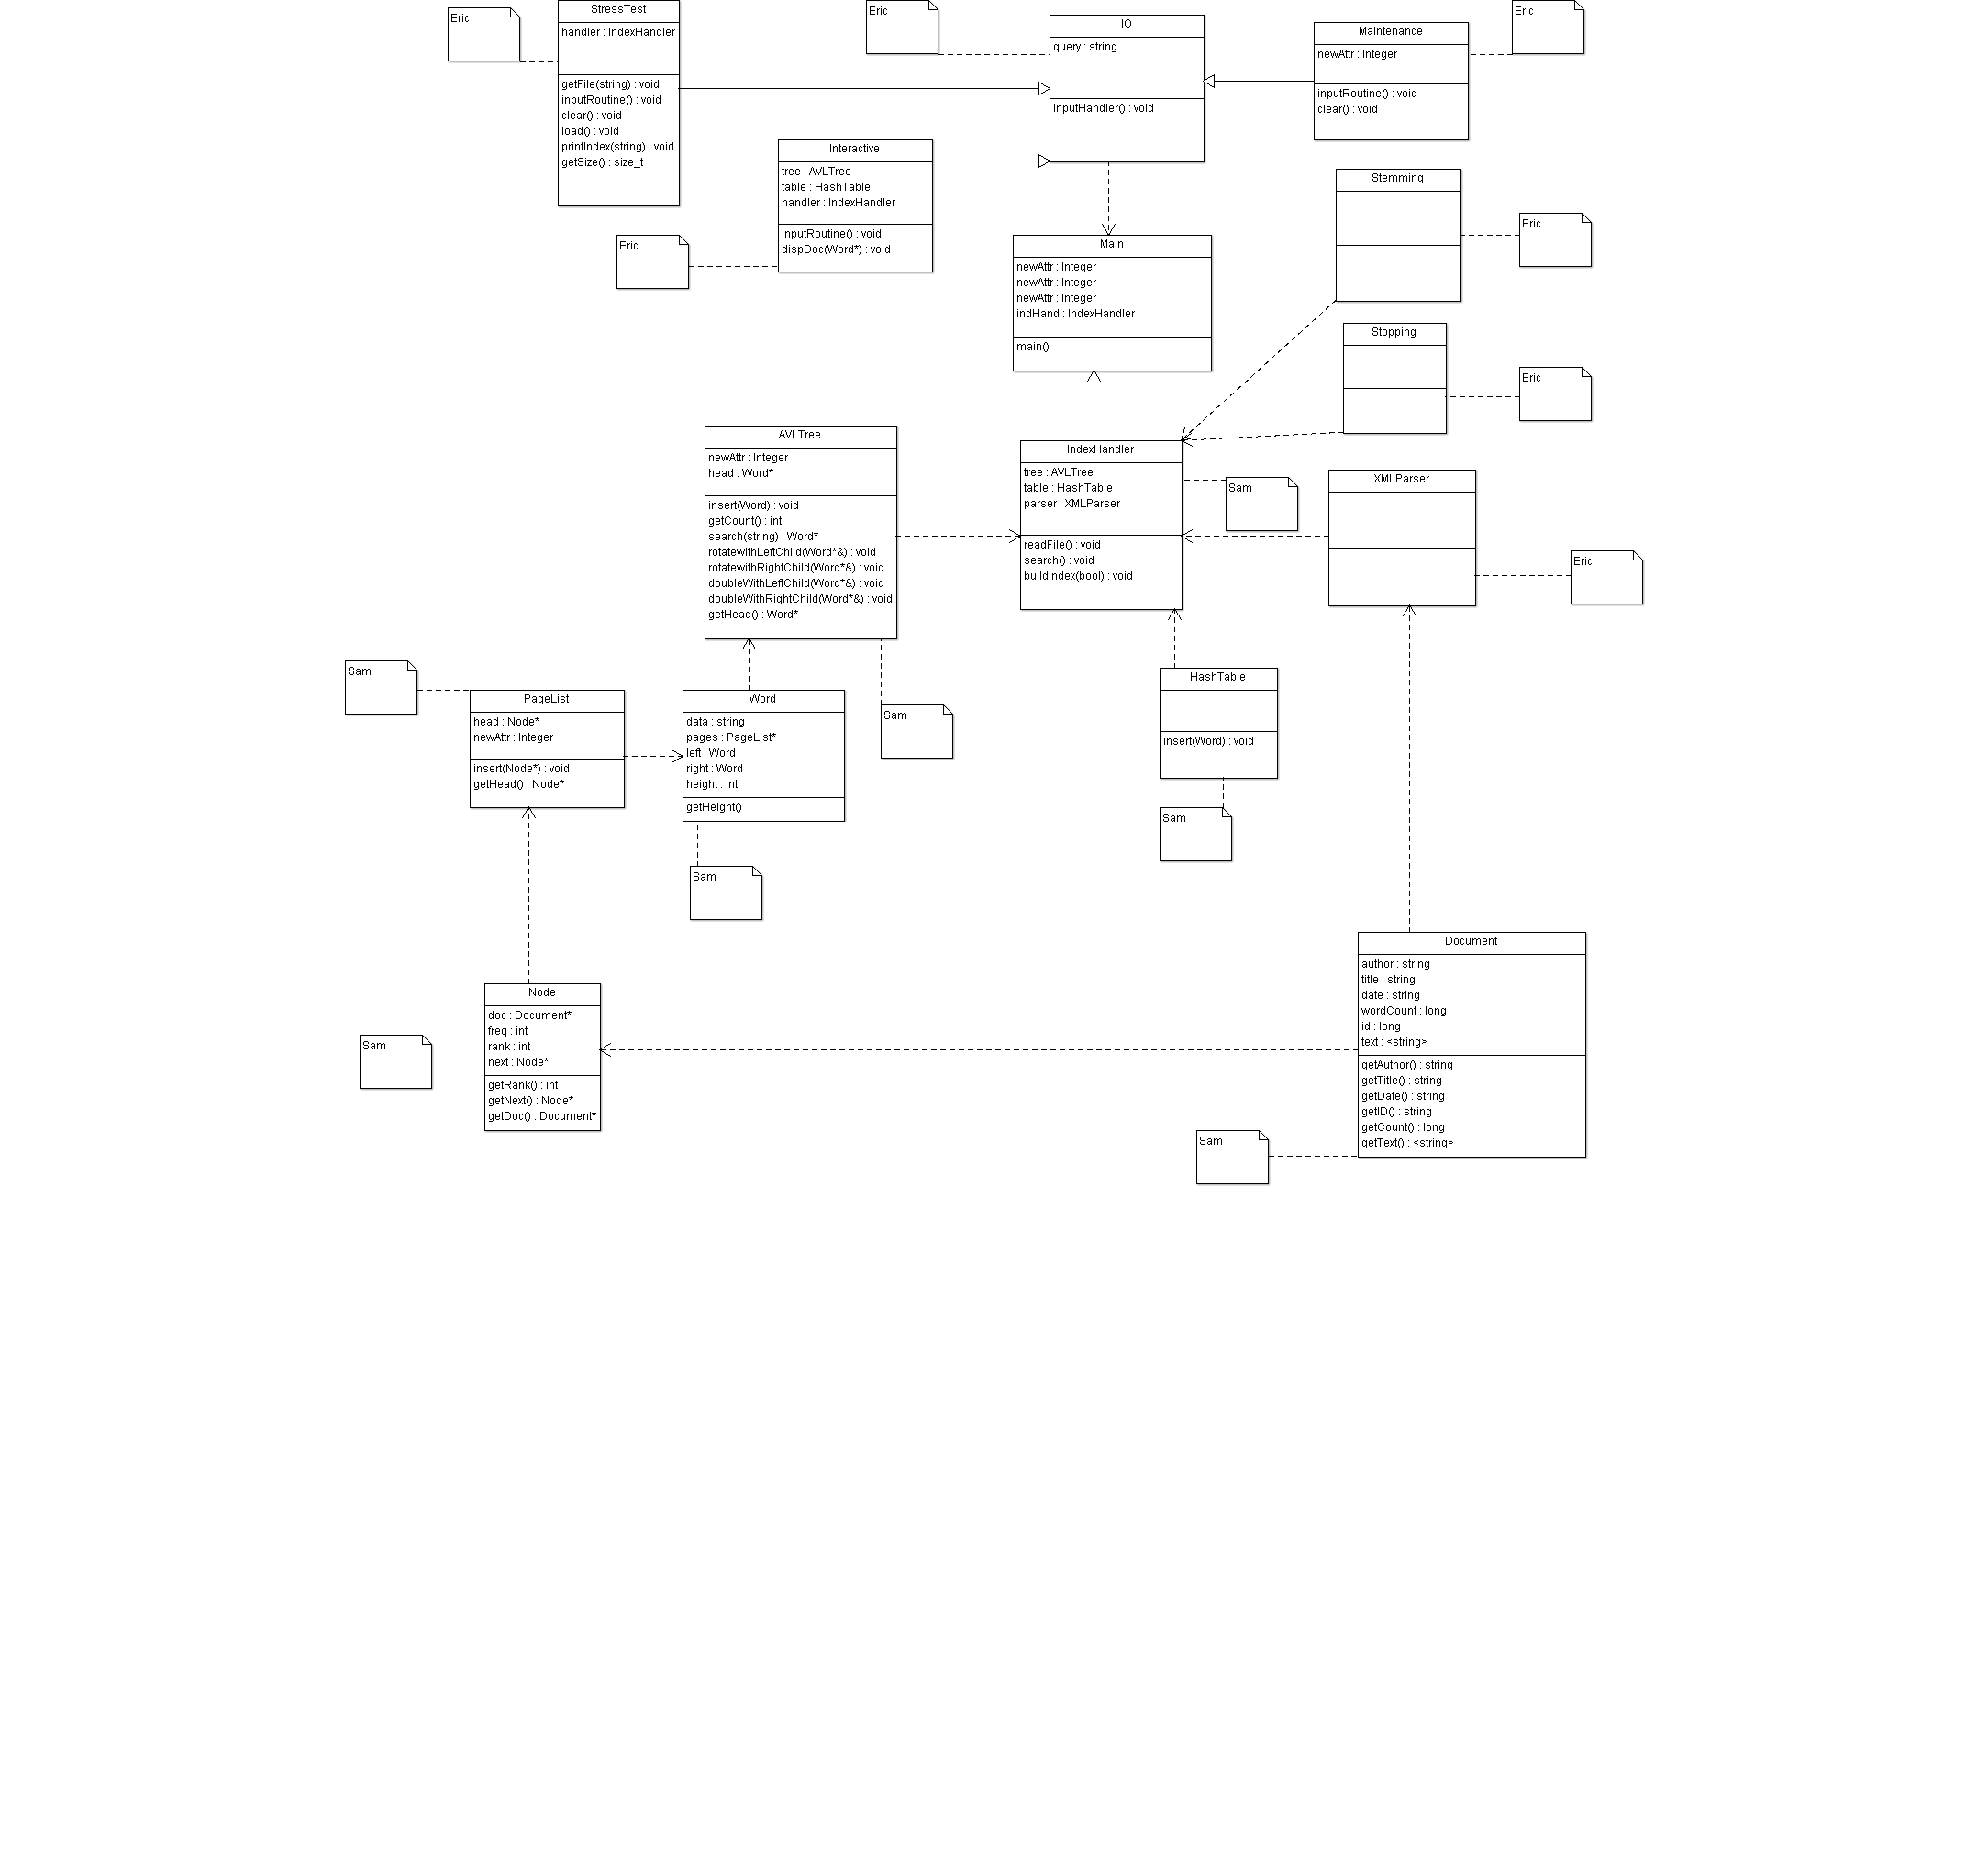 Eric
StressTest
handler : IndexHandler
getFile(string) : void
inputRoutine() : void
clear() : void
load() : void
printIndex(string) : void
getSize() : size_t
Eric
IO
query : string
inputHandler() : void
Maintenance
newAttr : Integer
inputRoutine() : void
clear() : void
Eric
Interactive
tree : AVLTree
table : HashTable
handler : IndexHandler
inputRoutine() : void
dispDoc(Word*) : void
Eric
Main
newAttr : Integer
newAttr : Integer
newAttr : Integer
indHand : IndexHandler
main()
Stemming
Eric
Stopping
Eric
AVLTree
newAttr : Integer
head : Word*
insert(Word) : void
getCount() : int
search(string) : Word*
rotatewithLeftChild(Word*&) : void
rotatewithRightChild(Word*&) : void
doubleWithLeftChild(Word*&) : void
doubleWithRightChild(Word*&) : void
getHead() : Word*
IndexHandler
tree : AVLTree
table : HashTable
parser : XMLParser
readFile() : void
search() : void
buildIndex(bool) : void
Sam
XMLParser
Eric
Sam
PageList
head : Node*
newAttr : Integer
insert(Node*) : void
getHead() : Node*
Word
data : string
pages : PageList*
left : Word
right : Word
height : int
getHeight()
Sam
HashTable
insert(Word) : void
Sam
Sam
Document
author : string
title : string
date : string
wordCount : long
id : long
text : <string>
getAuthor() : string
getTitle() : string
getDate() : string
getID() : string
getCount() : long
getText() : <string>
Node
doc : Document*
freq : int
rank : int
next : Node*
getRank() : int
getNext() : Node*
getDoc() : Document*
Sam
Sam